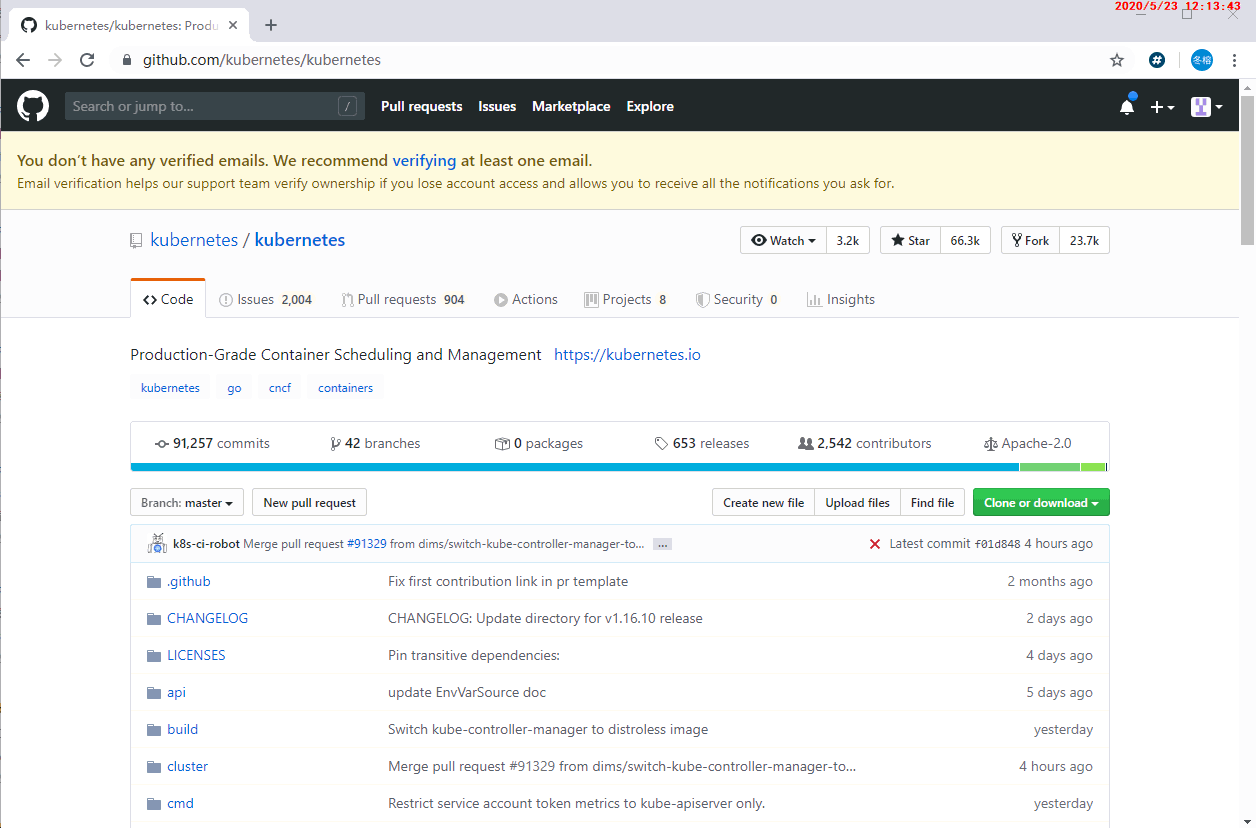 2020/5/23 12:13:43
kubernetes/kubernetes: Produ
github.com/kubernetes/kubernetes
冬榕
Search or jump to... / Pull requests Issues Marketplace Explore
You don't have any verified emails. We recommend verifying at least one email.
Email verification helps our support team verify ownership if you lose account access and allows you to receive all the notifications you ask for.
kubernetes / kubernetes Watch 3.2k Star 66.3k Fork 23.7k
Code Issues 2,004 Pull requests 904 Actions Projects 8 Security 0 Insights
Production-Grade Container Scheduling and Management https://kubernetes.io
kubernetes go cncf containers
91,257 commits 42 branches 0 packages 653 releases 2,542 contributors Apache-2.0
Branch: master New pull request Create new file Upload files Find file Clone or download
k8s-ci-robot Merge pull request #91329 from dims/switch-kube-controller-manager-to... ... Latest commit f01d848 4 hours ago
.github Fix first contribution link in pr template 2 months ago
CHANGELOG CHANGELOG: Update directory for v1.16.10 release 2 days ago
LICENSES Pin transitive dependencies: 4 days ago
api update EnvVarSource doc 5 days ago
build Switch kube-controller-manager to distroless image yesterday
cluster Merge pull request #91329 from dims/switch-kube-controller-manager-to... 4 hours ago
cmd Restrict service account token metrics to kube-apiserver only. yesterday